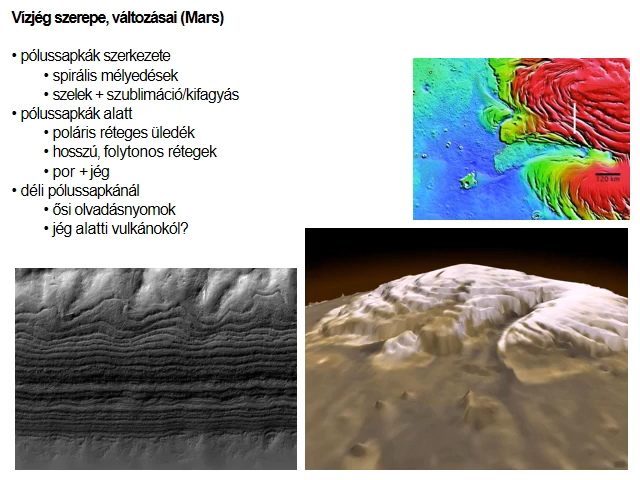 Vízjég szerepe, változásai (Mars)
• pólussapkák szerkezete
• spirális mélyedések
• szelek + szublimáció/kifagyás
• pólussapkák alatt
• poláris réteges üledék
• hosszú, folytonos rétegek
• por + jég
• déli pólussapkánál
• ősi olvadásnyomok
• jég alatti vulkánokól?
120 km